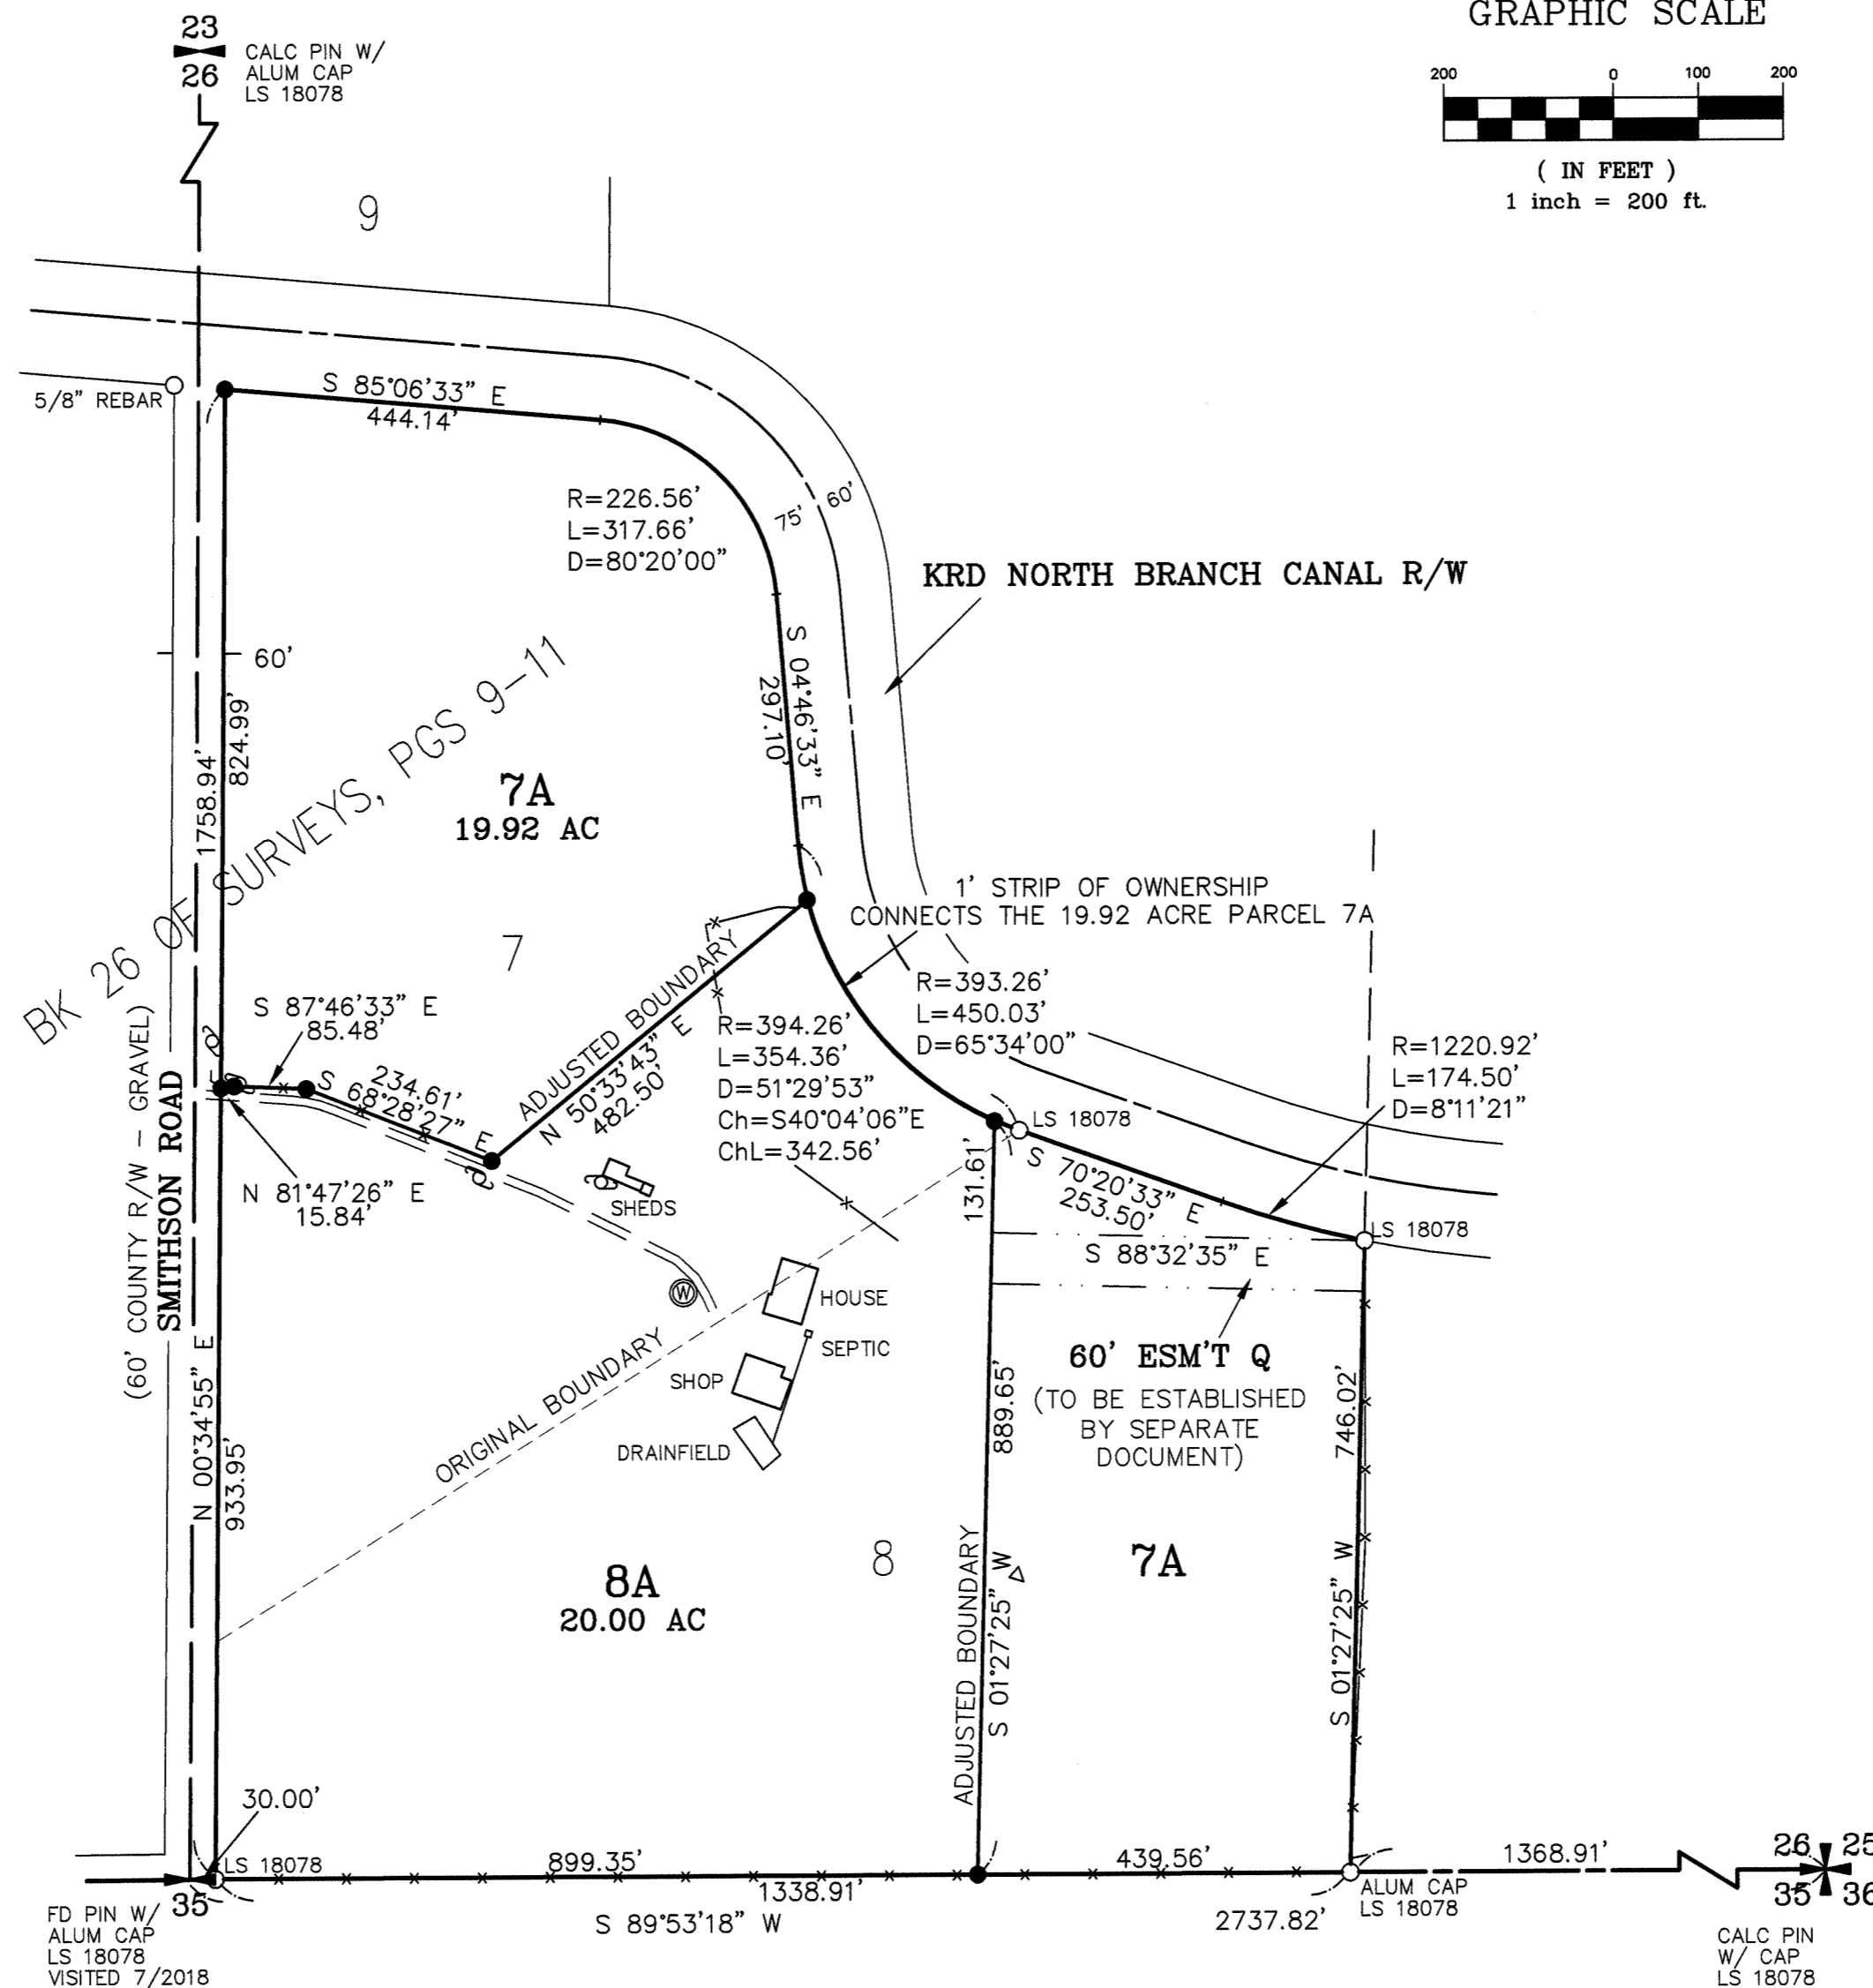 23
26
CALC PIN W/
ALUM CAP
LS 18078
GRAPHIC SCALE
200 0 100 200
( IN FEET )
1 inch = 200 ft.
9
5/8" REBAR
S 85°06'33" E
444.14'
R=226.56'
L=317.66'
D=80°20'00"
75'
60'
KRD NORTH BRANCH CANAL R/W
S 04°46'33" E
297.10'
60'
1758.94'
824.99'
BK 26 OF SURVEYS, PGS 9-11
7A
19.92 AC
7
1' STRIP OF OWNERSHIP
CONNECTS THE 19.92 ACRE PARCEL 7A
S 87°46'33" E
85.48'
234.61'
S 68°28'27" E
ADJUSTED BOUNDARY
N 50°33'43" E
482.50'
R=394.26'
L=354.36'
D=51°29'53"
Ch=S40°04'06"E
ChL=342.56'
R=393.26'
L=450.03'
D=65°34'00"
R=1220.92'
L=174.50'
D=8°11'21"
LS 18078
N 81°47'26" E
15.84'
(60' COUNTY R/W - GRAVEL)
SMITHSON ROAD
SHEDS
W
131.61'
S 70°20'33" E
253.50'
LS 18078
S 88°32'35" E
HOUSE
SEPTIC
SHOP
DRAINFIELD
ORIGINAL BOUNDARY
60' ESM'T Q
(TO BE ESTABLISHED
BY SEPARATE
DOCUMENT)
889.65'
746.02'
N 00°34'55" E
933.95'
8A
20.00 AC
8
7A
ADJUSTED BOUNDARY
S 01°27'25" W
S 01°27'25" W
30.00'
LS 18078
899.35'
1338.91'
S 89°53'18" W
439.56'
2737.82'
1368.91'
ALUM CAP
LS 18078
26 25
35 36
35
FD PIN W/
ALUM CAP
LS 18078
VISITED 7/2018
CALC PIN
W/ CAP
LS 18078